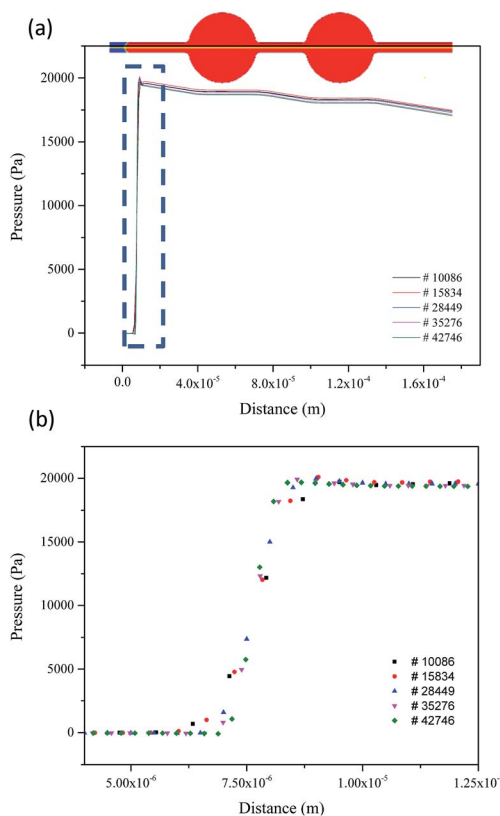 (a)
20000
15000
10000
5000
0
Pressure (Pa)
# 10086
# 15834
# 28449
# 35276
# 42746
0.0 4.0x10⁻⁵ 8.0x10⁻⁵ 1.2x10⁻⁴ 1.6x10⁻⁴
Distance (m)
(b)
20000
15000
10000
5000
0
Pressure (Pa)
# 10086
# 15834
# 28449
# 35276
# 42746
5.00x10⁻⁶ 7.50x10⁻⁶ 1.00x10⁻⁵ 1.25x10⁻
Distance (m)